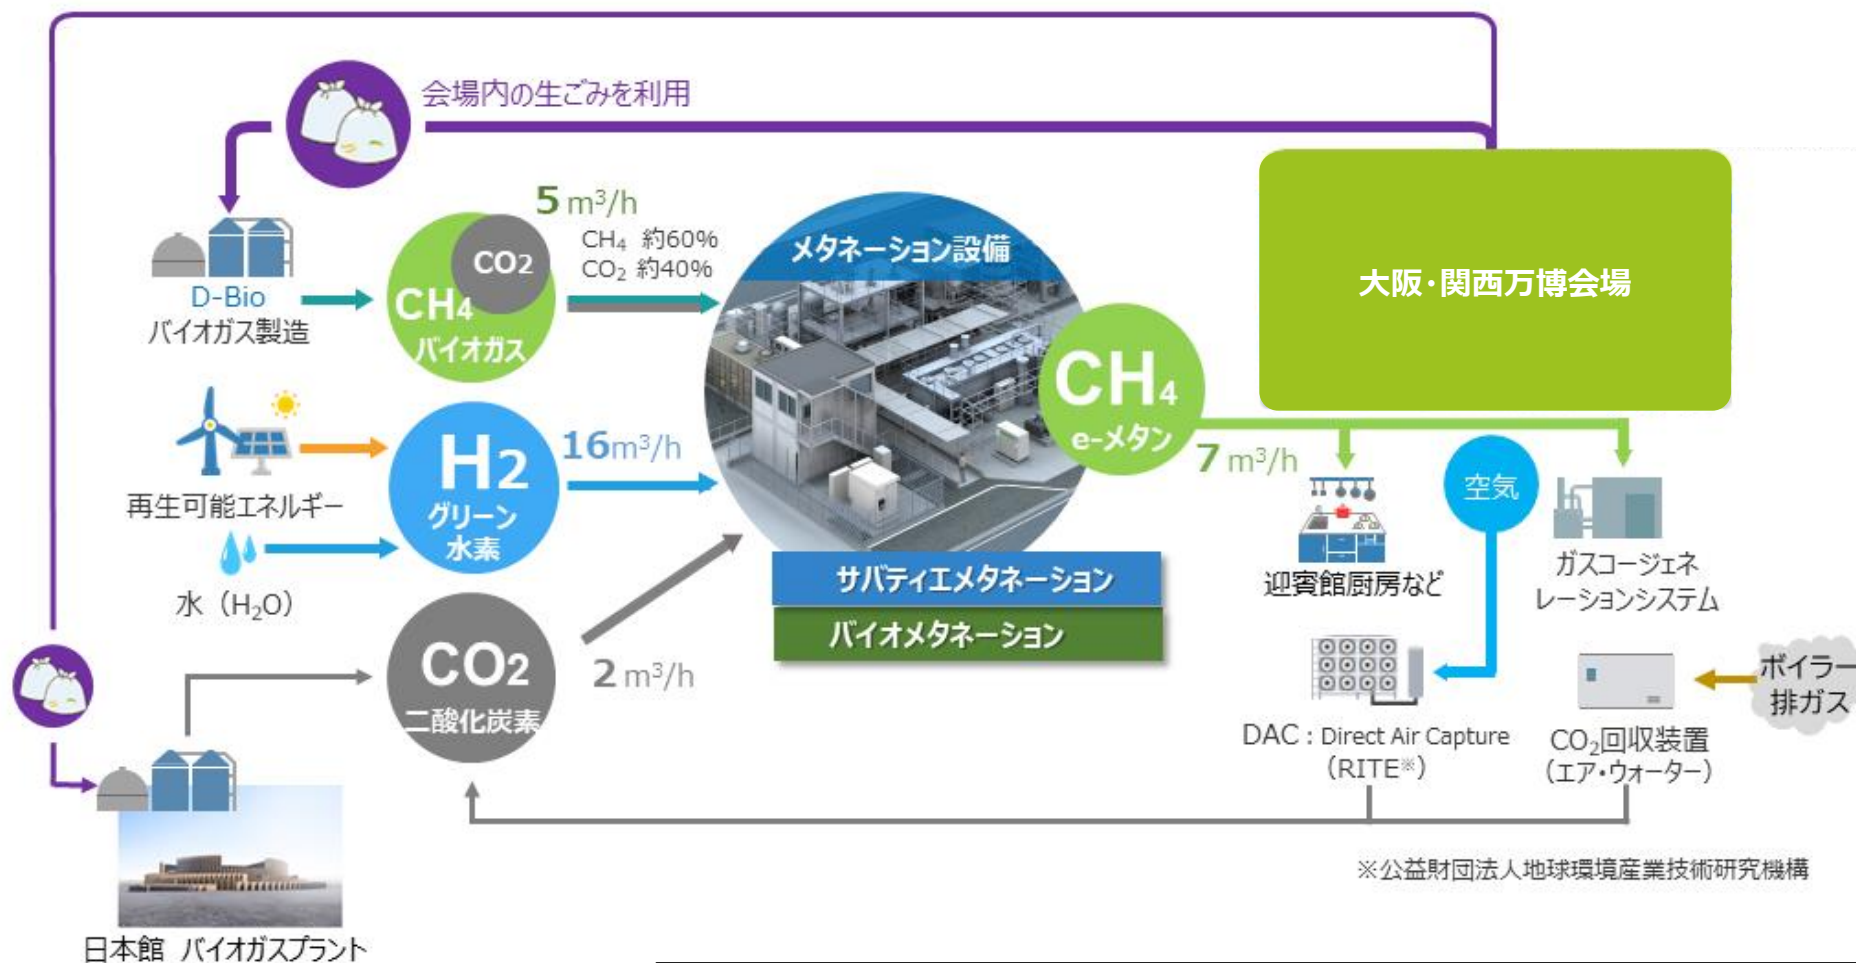 会場内の生ごみを利用
5 m³/h
CH₄ 約60%
CO₂ 約40%
CO2
CH4
バイオガス
D-Bio
バイオガス製造
メタネーション設備
大阪・関西万博会場
CH₄
e-メタン
7 m³/h
再生可能エネルギー
水（H₂O）
H2
グリーン
水素
16m³/h
サバティエメタネーション
バイオメタネーション
CO2
二酸化炭素
2 m³/h
迎賓館厨房など
空気
ガスコージェネ
レーションシステム
DAC : Direct Air Capture
（RITE※）
CO₂回収装置
（エア・ウォーター）
ボイラー
排ガス
※公益財団法人地球環境産業技術研究機構
日本館 バイオガスプラント